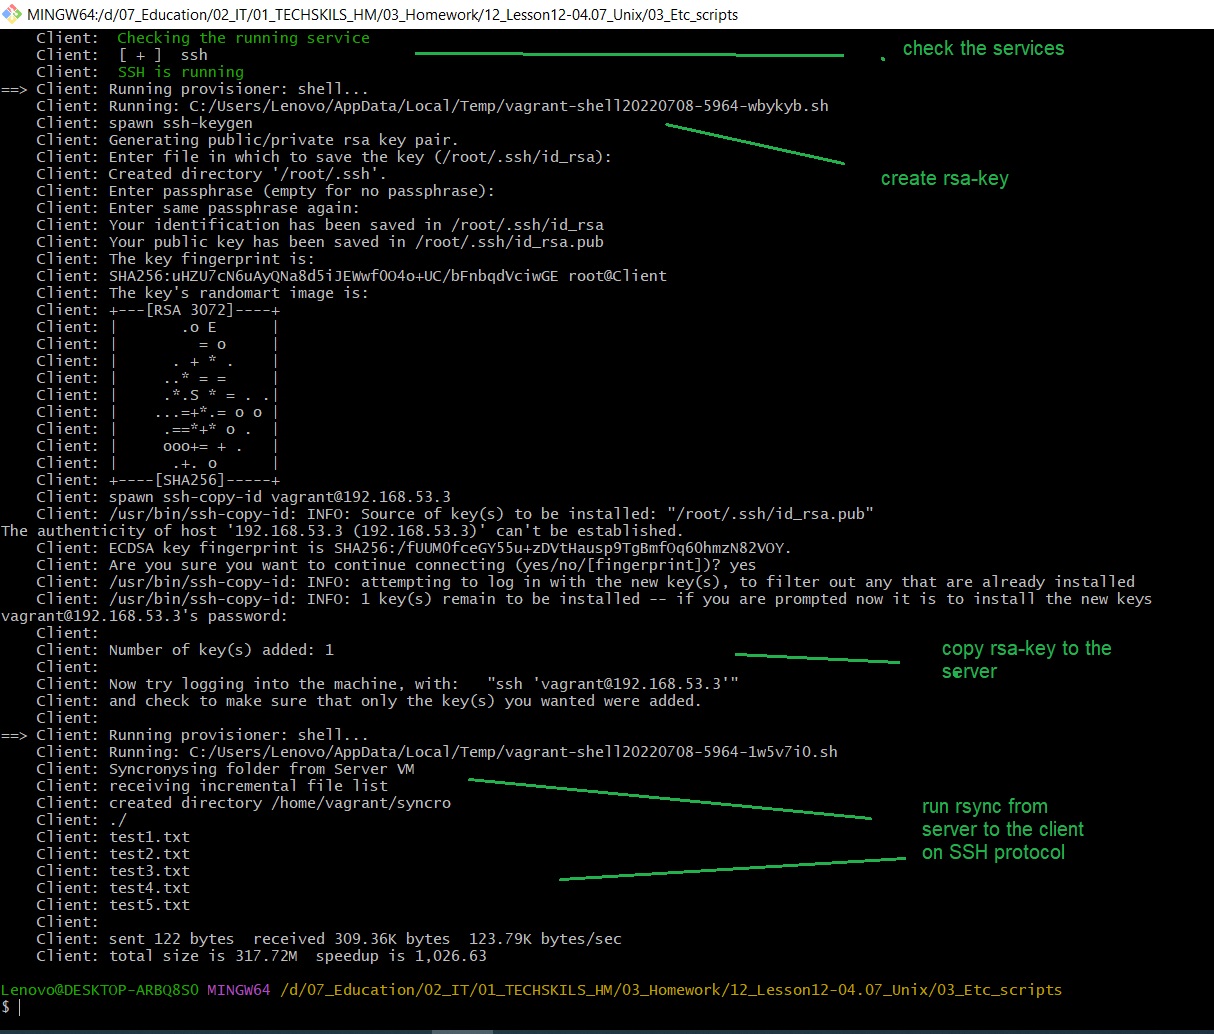 MINGW64:/d/07_Education/02_IT/01_TECHSKILS_HM/03_Homework/12_Lesson12-04.07_Unix/03_Etc_scripts
    Client:  Checking the running service
    Client:  [ + ]  ssh
    Client:  SSH is running
check the services
==> Client: Running provisioner: shell...
    Client: Running: C:/Users/Lenovo/AppData/Local/Temp/vagrant-shell20220708-5964-wbykyb.sh
    Client: spawn ssh-keygen
    Client: Generating public/private rsa key pair.
    Client: Enter file in which to save the key (/root/.ssh/id_rsa):
    Client: Created directory '/root/.ssh'.
create rsa-key
    Client: Enter passphrase (empty for no passphrase):
    Client: Enter same passphrase again:
    Client: Your identification has been saved in /root/.ssh/id_rsa
    Client: Your public key has been saved in /root/.ssh/id_rsa.pub
    Client: The key fingerprint is:
    Client: SHA256:uHZU7cN6uAyQNa8d5iJEWwfOO4o+UC/bFnbqdVciwGE root@Client
    Client: The key's randomart image is:
    Client: +---[RSA 3072]----+
    Client: |       .o E      |
    Client: |         = o     |
    Client: |      . + * .    |
    Client: |     ..* = =     |
    Client: |     .*.S * = . .|
    Client: |    ...=+*.= o o |
    Client: |     .==*+* o .  |
    Client: |     ooo+= + .   |
    Client: |      .+. o      |
    Client: +----[SHA256]-----+
    Client: spawn ssh-copy-id vagrant@192.168.53.3
    Client: /usr/bin/ssh-copy-id: INFO: Source of key(s) to be installed: "/root/.ssh/id_rsa.pub"
The authenticity of host '192.168.53.3 (192.168.53.3)' can't be established.
    Client: ECDSA key fingerprint is SHA256:/fUUMOfceGY55u+zDVtHausp9TgBmfOq6OhmzN82VOY.
    Client: Are you sure you want to continue connecting (yes/no/[fingerprint])? yes
    Client: /usr/bin/ssh-copy-id: INFO: attempting to log in with the new key(s), to filter out any that are already installed
    Client: /usr/bin/ssh-copy-id: INFO: 1 key(s) remain to be installed -- if you are prompted now it is to install the new keys
vagrant@192.168.53.3's password:
    Client:
    Client: Number of key(s) added: 1
    Client:
copy rsa-key to the
server
    Client: Now try logging into the machine, with:   "ssh 'vagrant@192.168.53.3'"
    Client: and check to make sure that only the key(s) you wanted were added.
    Client:
==> Client: Running provisioner: shell...
    Client: Running: C:/Users/Lenovo/AppData/Local/Temp/vagrant-shell20220708-5964-1w5v7i0.sh
    Client: Syncronysing folder from Server VM
    Client: receiving incremental file list
    Client: created directory /home/vagrant/syncro
    Client: ./
    Client: test1.txt
    Client: test2.txt
run rsync from
server to the client
on SSH protocol
    Client: test3.txt
    Client: test4.txt
    Client: test5.txt
    Client:
    Client: sent 122 bytes  received 309.36K bytes  123.79K bytes/sec
    Client: total size is 317.72M  speedup is 1,026.63
Lenovo@DESKTOP-ARBQ8SO MINGW64 /d/07_Education/02_IT/01_TECHSKILS_HM/03_Homework/12_Lesson12-04.07_Unix/03_Etc_scripts
$